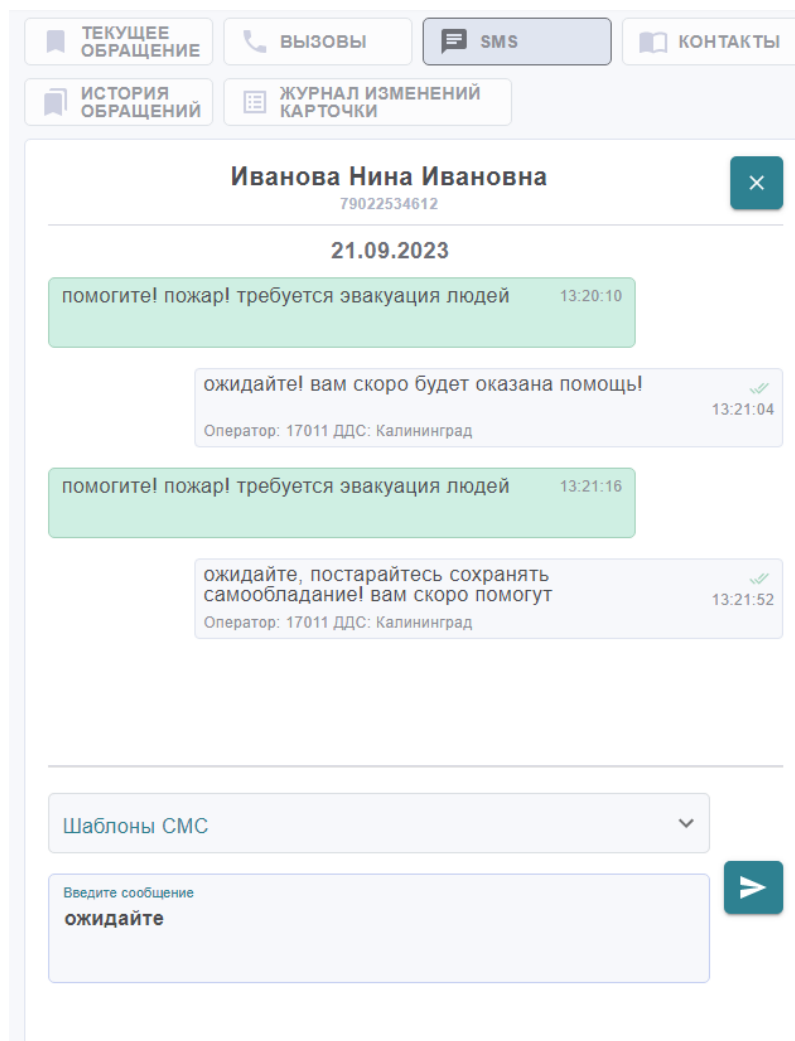 ТЕКУЩЕЕ
ОБРАЩЕНИЕ
ВЫЗОВЫ
SMS
КОНТАКТЫ
ИСТОРИЯ
ОБРАЩЕНИЙ
ЖУРНАЛ ИЗМЕНЕНИЙ
КАРТОЧКИ
Иванова Нина Ивановна
79022534612
21.09.2023
помогите! пожар! требуется эвакуация людей 13:20:10
ожидайте! вам скоро будет оказана помощь!
13:21:04
Оператор: 17011 ДДС: Калининград
помогите! пожар! требуется эвакуация людей 13:21:16
ожидайте, постарайтесь сохранять
самообладание! вам скоро помогут
13:21:52
Оператор: 17011 ДДС: Калининград
Шаблоны СМС
Введите сообщение
ожидайте